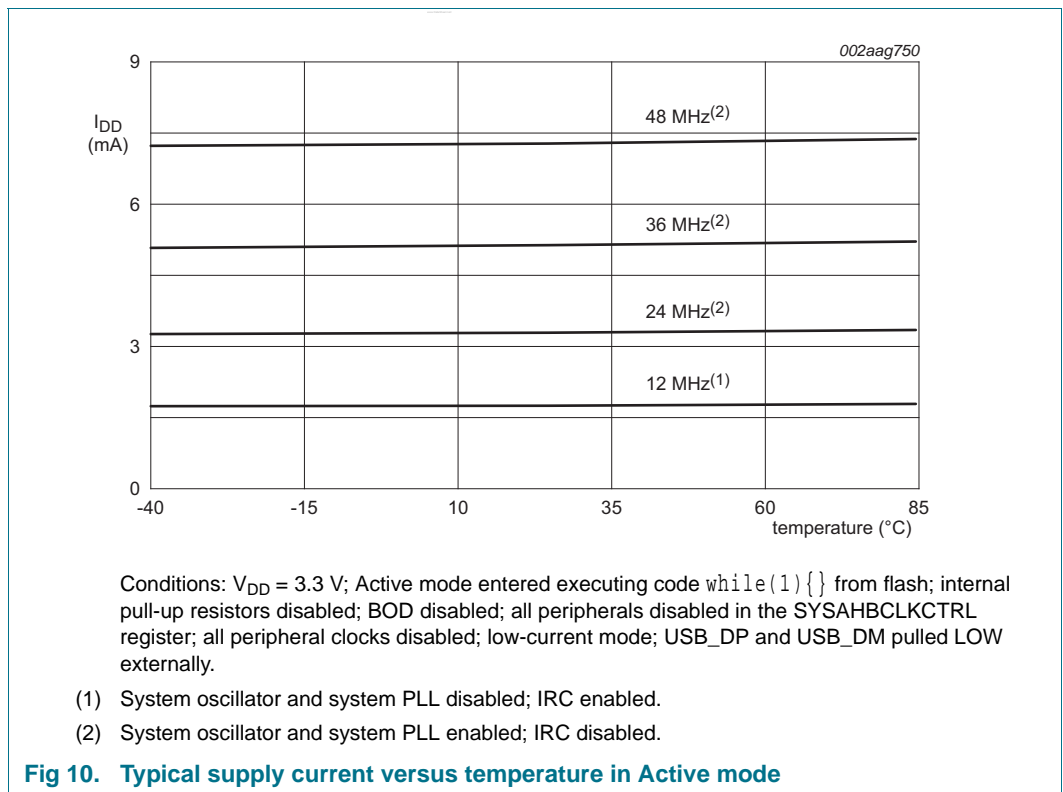 002aag750
9
I_DD
(mA)
48 MHz(2)
6
36 MHz(2)
24 MHz(2)
3
12 MHz(1)
0
-40 -15 10 35 60 85
temperature (°C)
Conditions: V_DD = 3.3 V; Active mode entered executing code while(1){} from flash; internal
pull-up resistors disabled; BOD disabled; all peripherals disabled in the SYSAHBCLKCTRL
register; all peripheral clocks disabled; low-current mode; USB_DP and USB_DM pulled LOW
externally.
(1) System oscillator and system PLL disabled; IRC enabled.
(2) System oscillator and system PLL enabled; IRC disabled.
Fig 10. Typical supply current versus temperature in Active mode